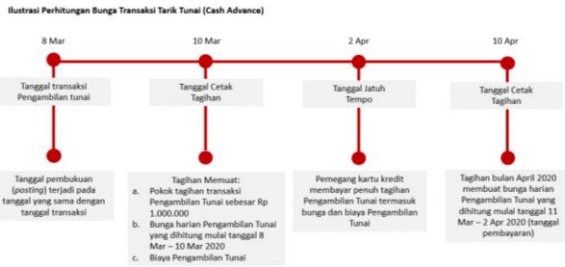 Ilustrasi Perhitungan Bunga Transaksi Tarik Tunai (Cash Advance)
8 Mar
10 Mar
2 Apr
10 Apr
Tanggal transaksi
Pengambilan tunai
Tanggal Cetak
Tagihan
Tanggal Jatuh
Tempo
Tanggal Cetak
Tagihan
Tanggal pembukuan
(posting) terjadi pada
tanggal yang sama dengan
tanggal transaksi
Tagihan Memuat:
a. Pokok tagihan transaksi
Pengambilan Tunai sebesar Rp
1.000.000
b. Bunga harian Pengambilan Tunai
yang dihitung mulai tanggal 8
Mar – 10 Mar 2020
c. Biaya Pengambilan Tunai
Pemegang kartu kredit
membayar penuh tagihan
Pengambilan Tunai termasuk
bunga dan biaya Pengambilan
Tunai
Tagihan bulan April 2020
membuat bunga harian
Pengambilan Tunai yang
dihitung mulai tanggal 11
Mar – 2 Apr 2020 (tanggal
pembayaran)